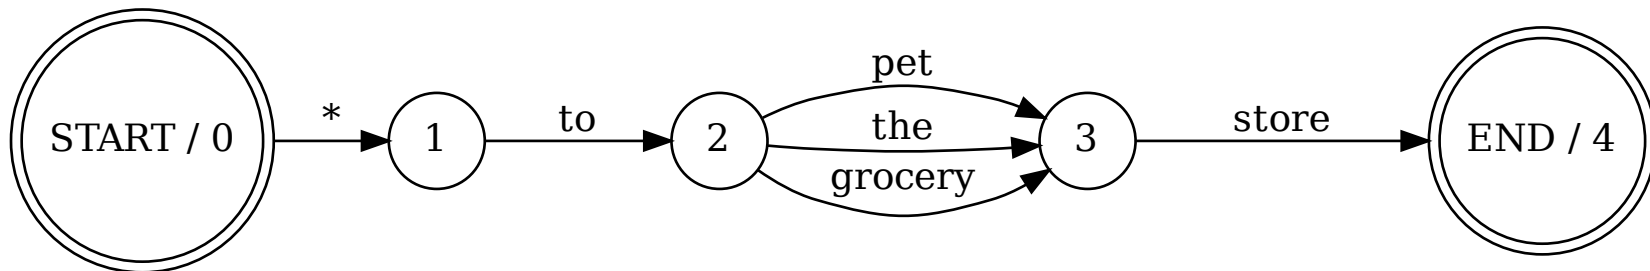 START / 0
*
1
to
2
pet
the
grocery
3
store
END / 4